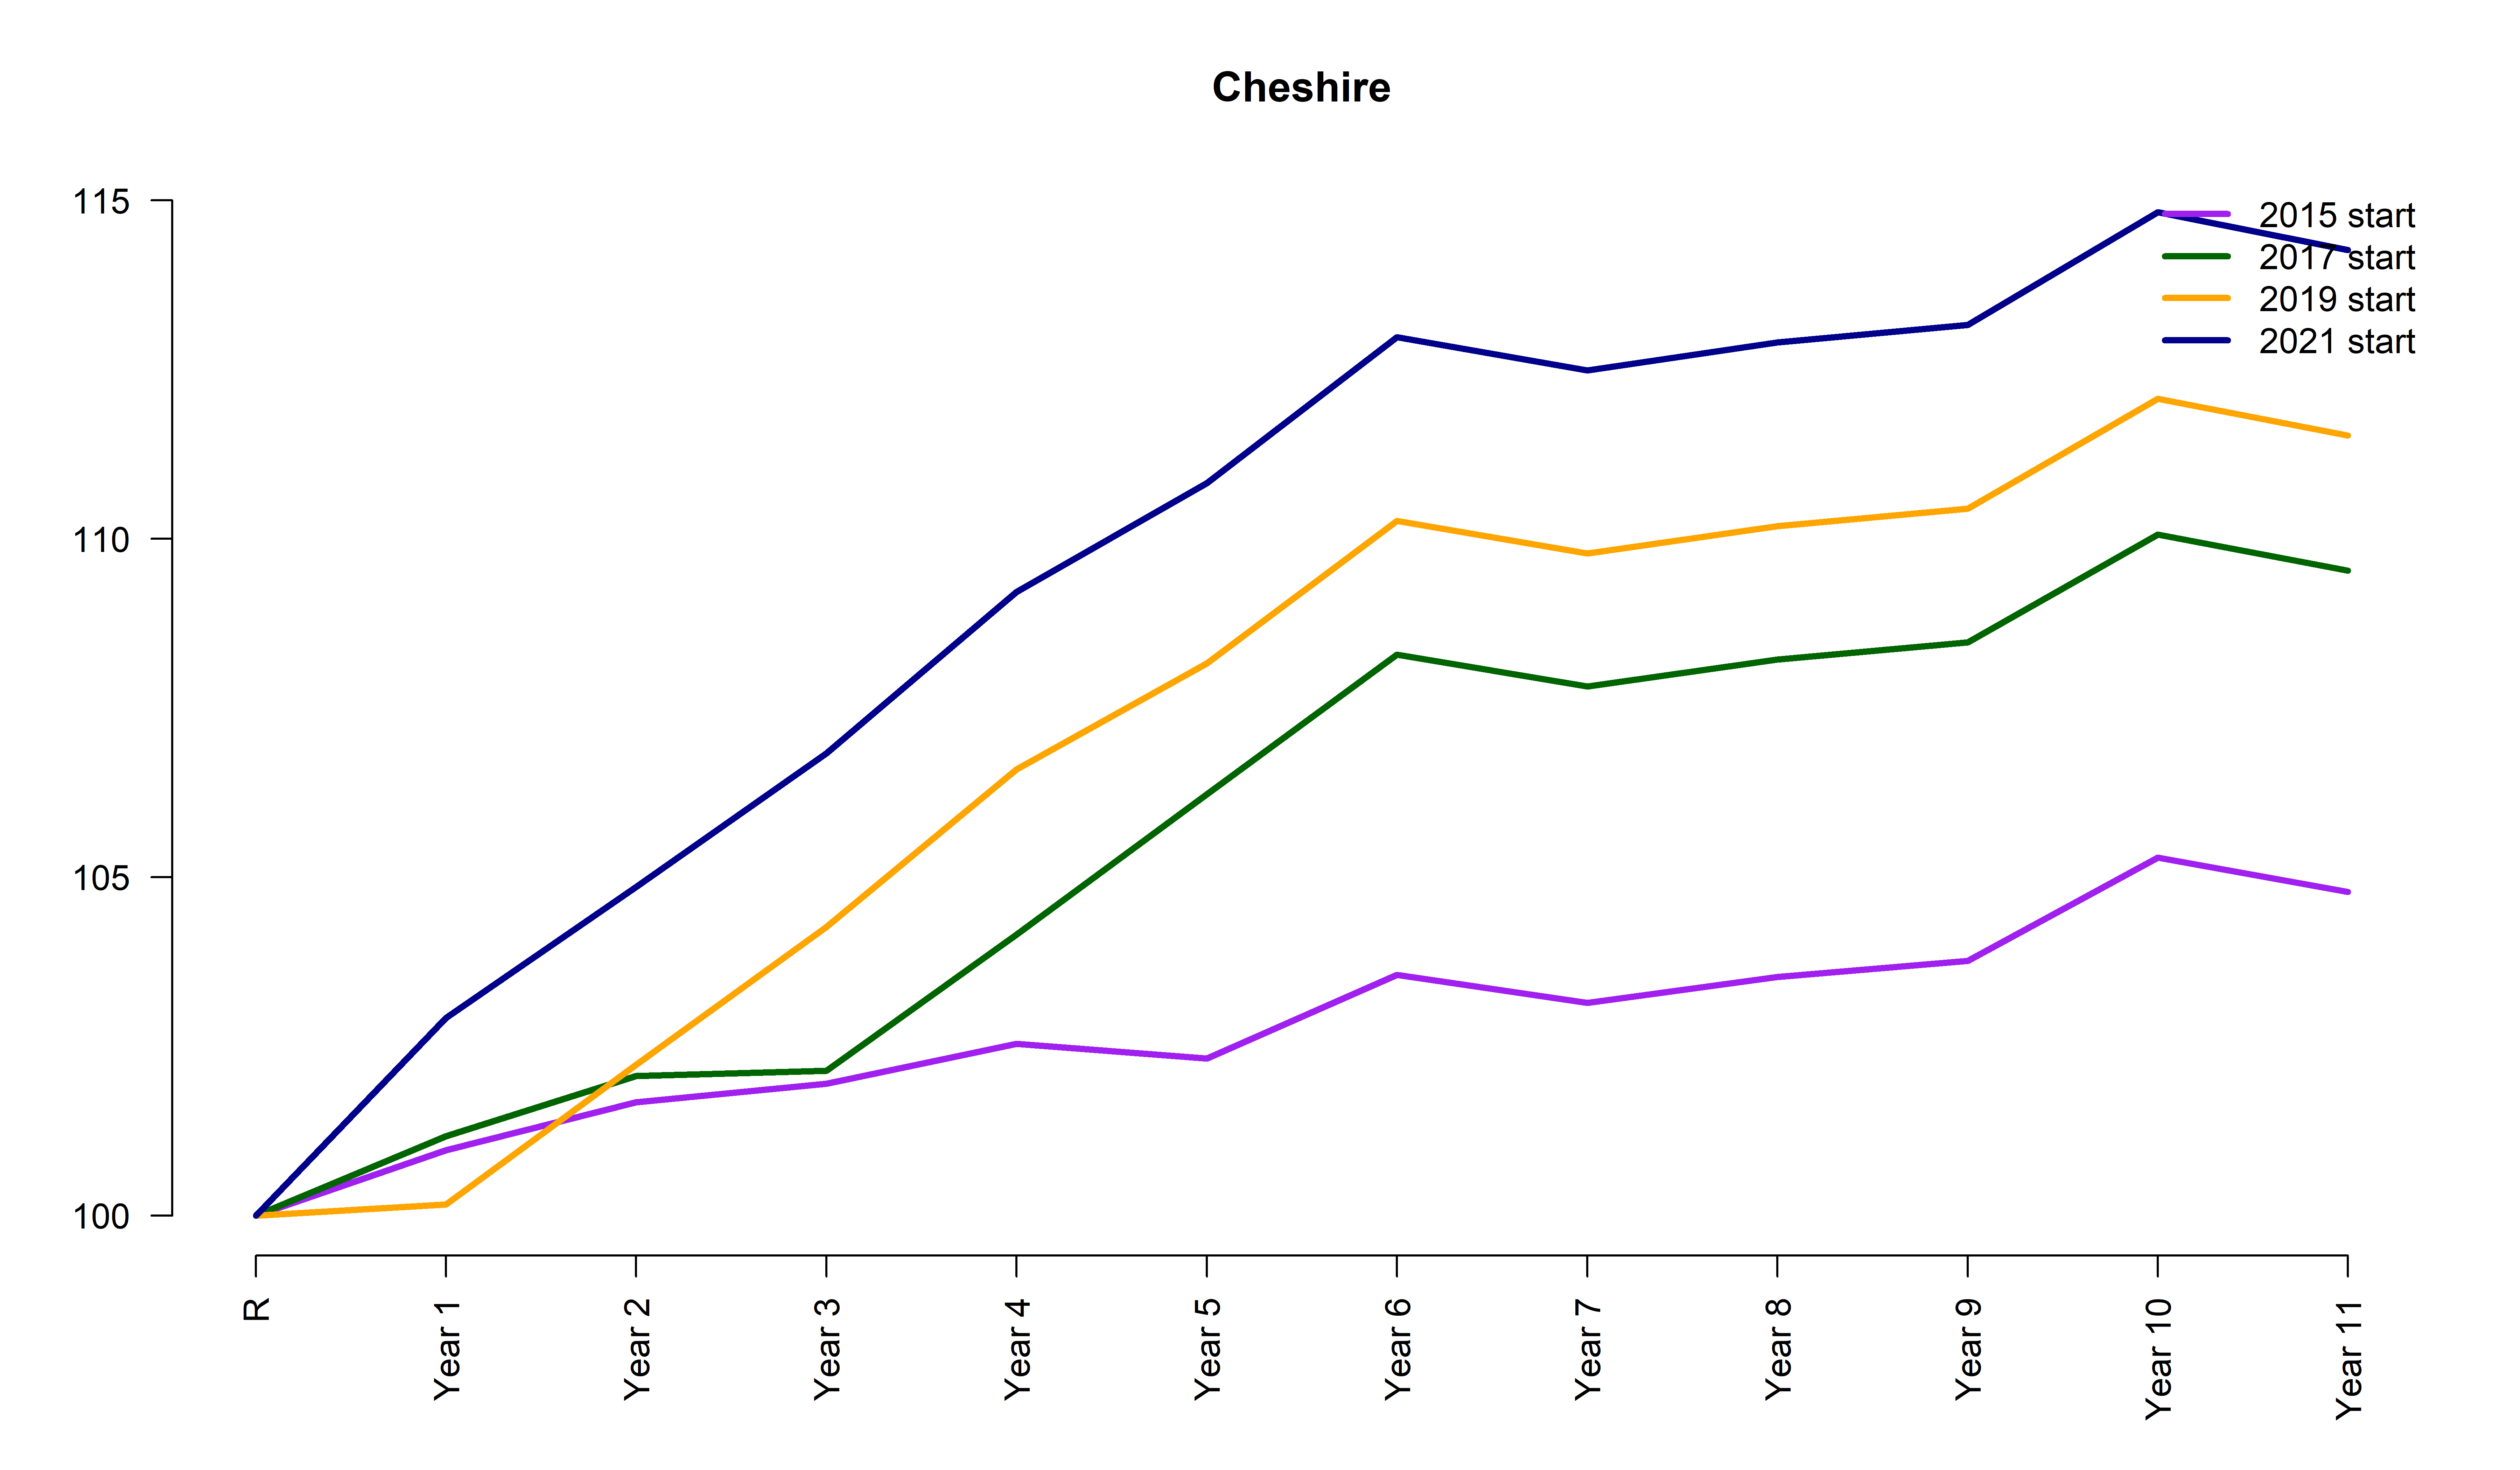 Cheshire
115
110
105
100
2015 start
2017 start
2019 start
2021 start
R
Year 1
Year 2
Year 3
Year 4
Year 5
Year 6
Year 7
Year 8
Year 9
Year 10
Year 11